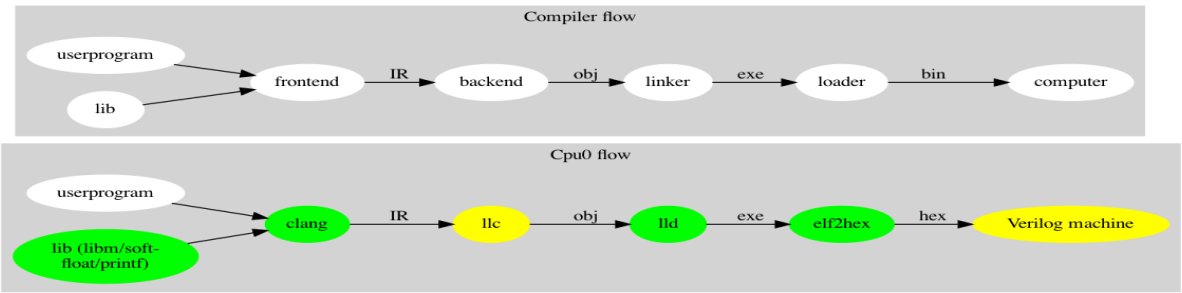 Compiler flow
userprogram
lib
frontend
IR
backend
obj
linker
exe
loader
bin
computer
Cpu0 flow
userprogram
lib (libm/soft-
float/printf)
clang
IR
llc
obj
lld
exe
elf2hex
hex
Verilog machine